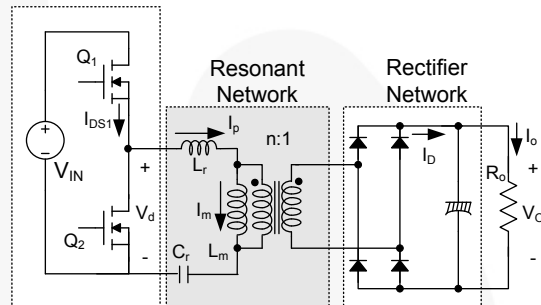 Resonant
Network
Rectifier
Network
Q1
IDS1
VIN
+
Vd
-
Q2
Ip
Lr
n:1
Im
Lm
Cr
ID
Io
Ro
+
VO
-